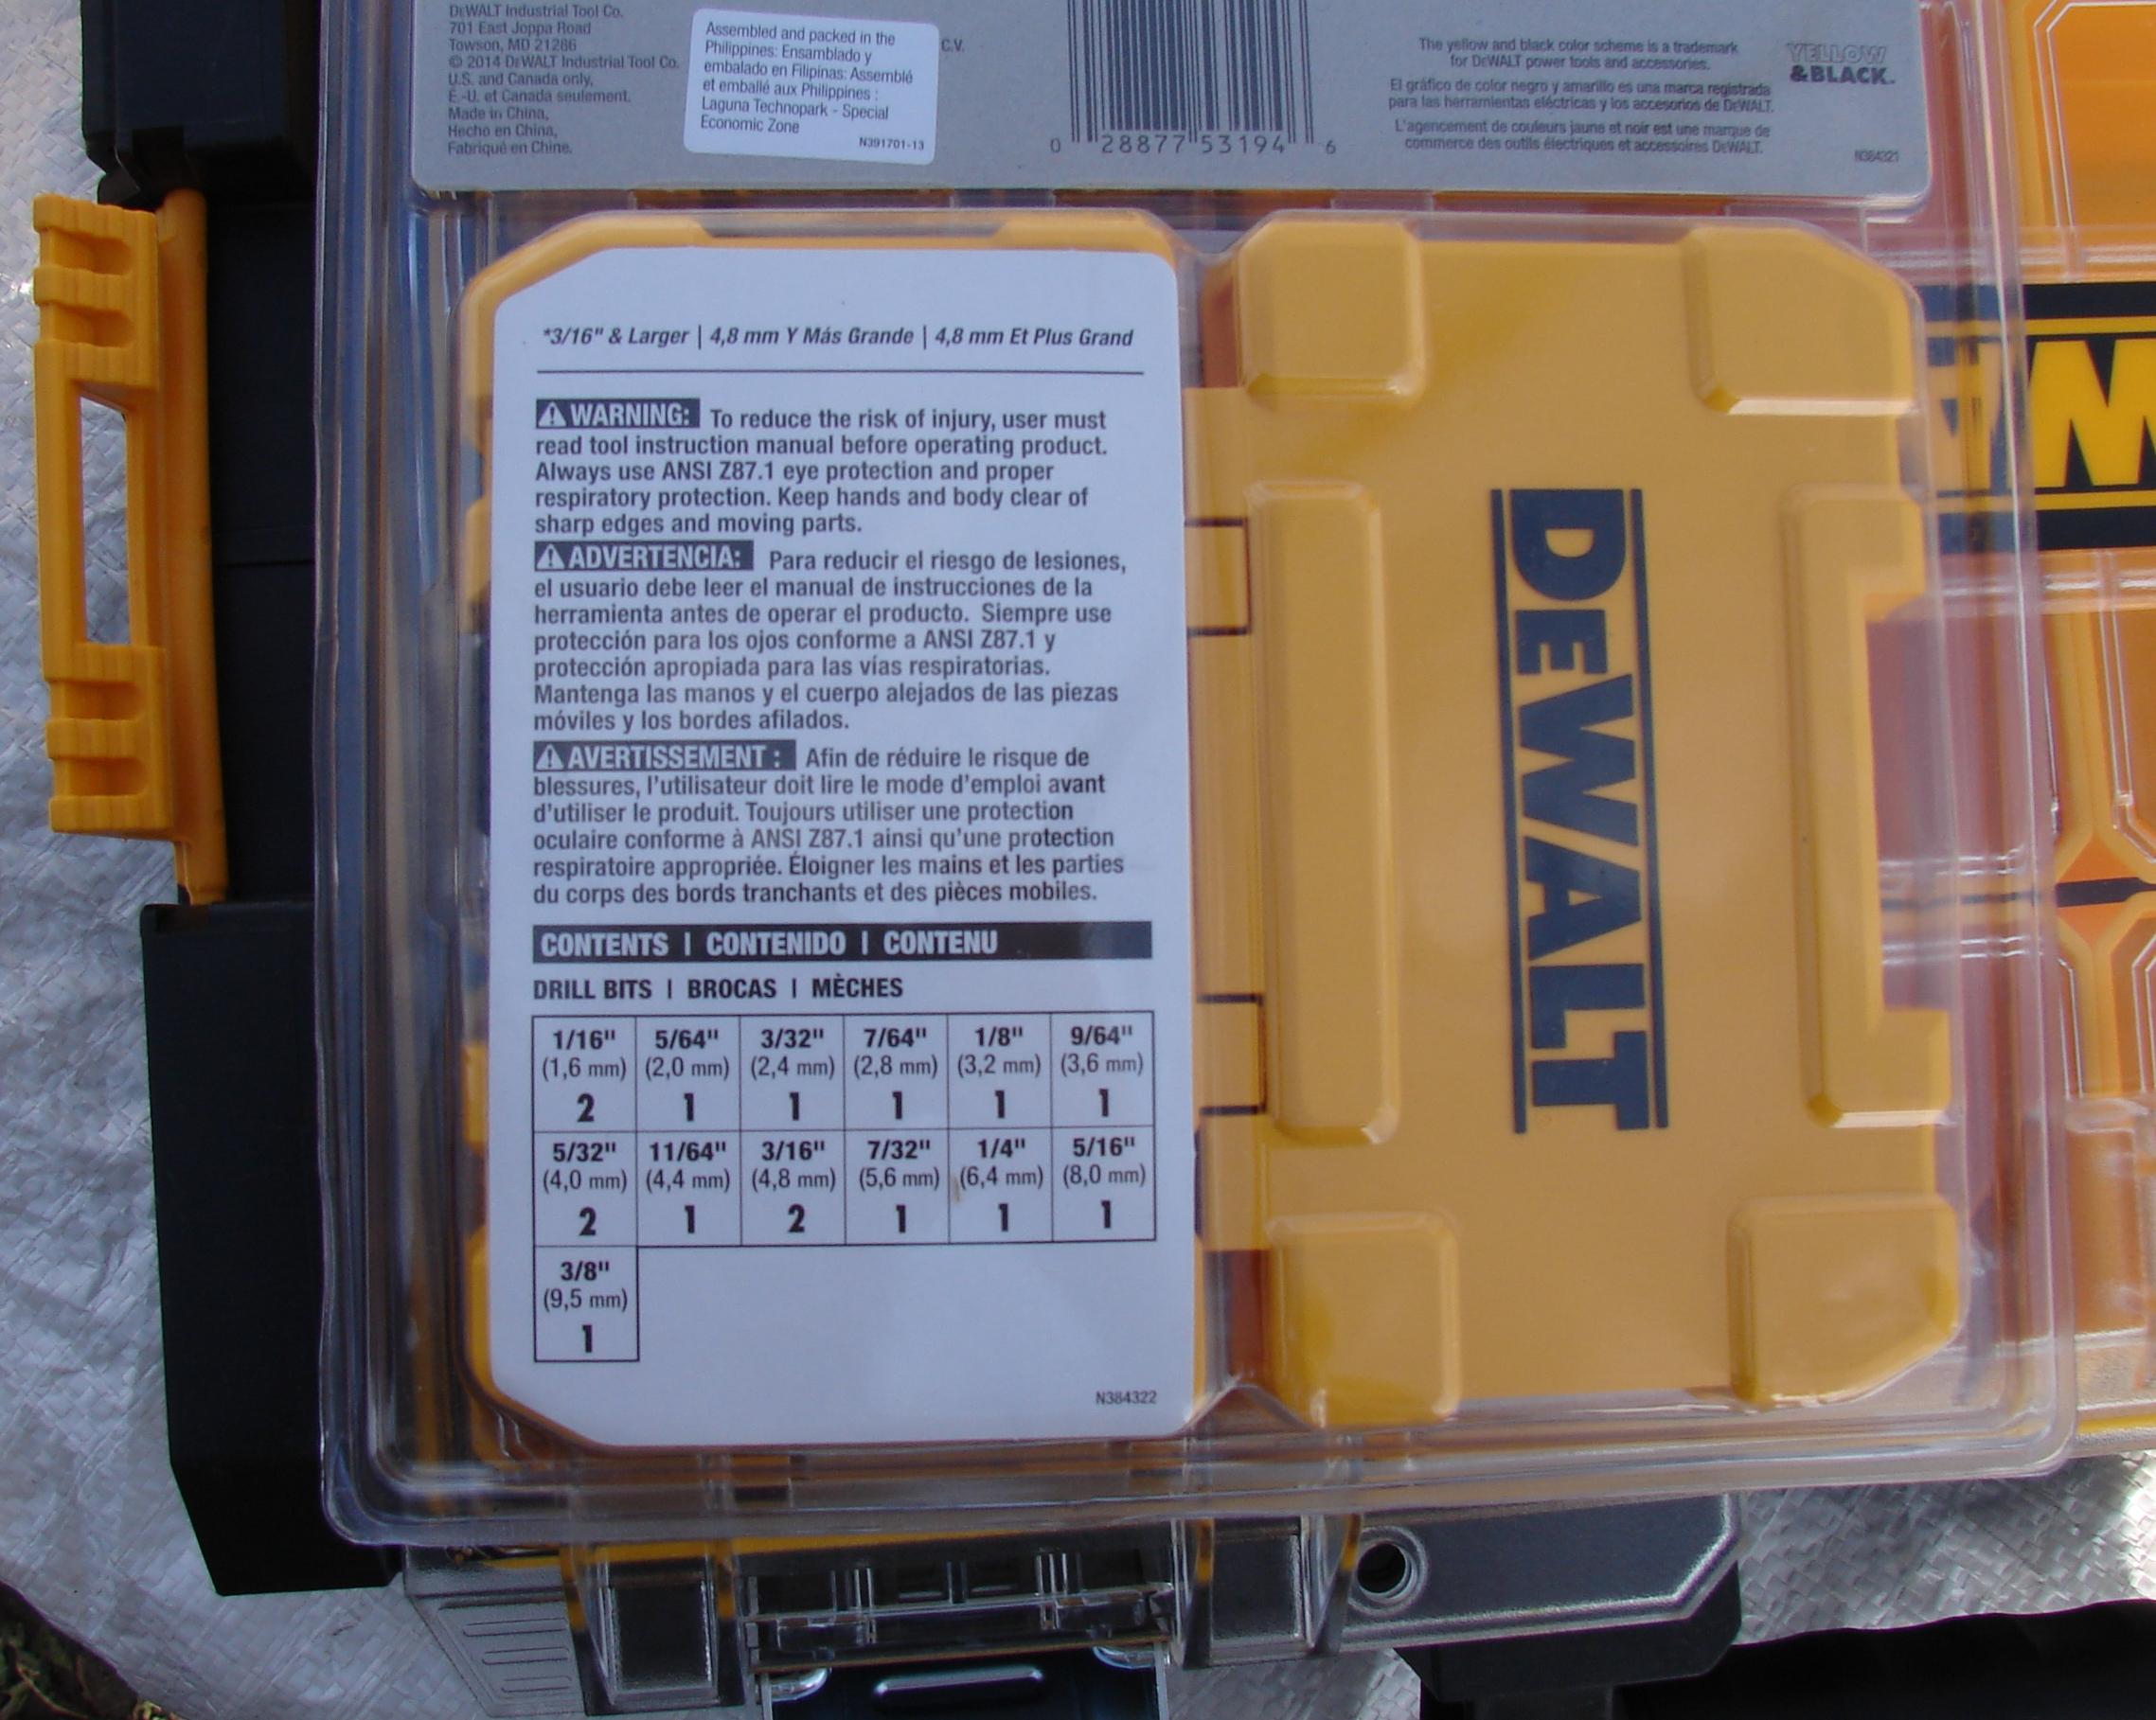 DEWALT Industrial Tool Co.
701 East Joppa Road
Towson, MD 21286
© 2014 DEWALT Industrial Tool Co.
U.S. and Canada only,
É.-U. et Canada seulement.
Made in China,
Hecho en China,
Fabriqué en Chine.
Assembled and packed in the
Philippines: Ensamblado y
embalado en Filipinas: Assemblé
et emballé aux Philippines :
Laguna Technopark - Special
Economic Zone
N391701-13
C.V.
0 28877 53194 6
The yellow and black color scheme is a trademark
for DEWALT power tools and accessories.
El gráfico de color negro y amarillo es una marca registrada
para las herramientas eléctricas y los accesorios de DEWALT.
L'agencement de couleurs jaune et noir est une marque de
commerce des outils électriques et accessoires DEWALT.
YELLOW
&BLACK™
N384321
*3/16" & Larger | 4,8 mm Y Más Grande | 4,8 mm Et Plus Grand
WARNING: To reduce the risk of injury, user must
read tool instruction manual before operating product.
Always use ANSI Z87.1 eye protection and proper
respiratory protection. Keep hands and body clear of
sharp edges and moving parts.
ADVERTENCIA: Para reducir el riesgo de lesiones,
el usuario debe leer el manual de instrucciones de la
herramienta antes de operar el producto. Siempre use
protección para los ojos conforme a ANSI Z87.1 y
protección apropiada para las vías respiratorias.
Mantenga las manos y el cuerpo alejados de las piezas
móviles y los bordes afilados.
AVERTISSEMENT : Afin de réduire le risque de
blessures, l'utilisateur doit lire le mode d'emploi avant
d'utiliser le produit. Toujours utiliser une protection
oculaire conforme à ANSI Z87.1 ainsi qu'une protection
respiratoire appropriée. Éloigner les mains et les parties
du corps des bords tranchants et des pièces mobiles.
CONTENTS | CONTENIDO | CONTENU
DRILL BITS | BROCAS | MÈCHES
1/16" 5/64" 3/32" 7/64" 1/8" 9/64"
(1,6 mm) (2,0 mm) (2,4 mm) (2,8 mm) (3,2 mm) (3,6 mm)
2 1 1 1 1 1
5/32" 11/64" 3/16" 7/32" 1/4" 5/16"
(4,0 mm) (4,4 mm) (4,8 mm) (5,6 mm) (6,4 mm) (8,0 mm)
2 1 2 1 1 1
3/8"
(9,5 mm)
1
N384322
DEWALT